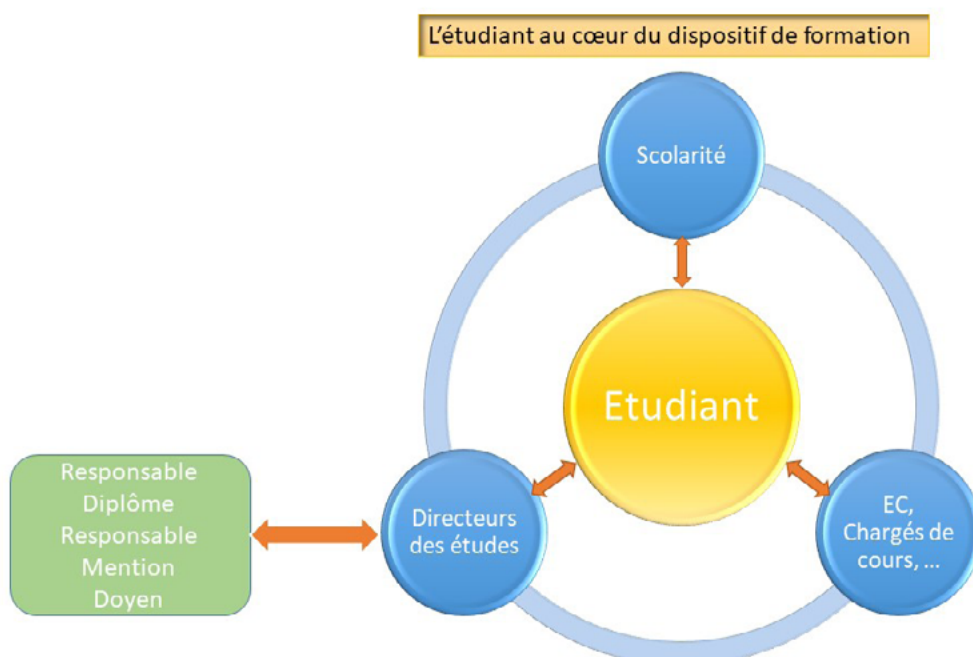 L'étudiant au cœur du dispositif de formation
Scolarité
Etudiant
Responsable
Diplôme
Responsable
Mention
Doyen
Directeurs
des études
EC,
Chargés de
cours, ...